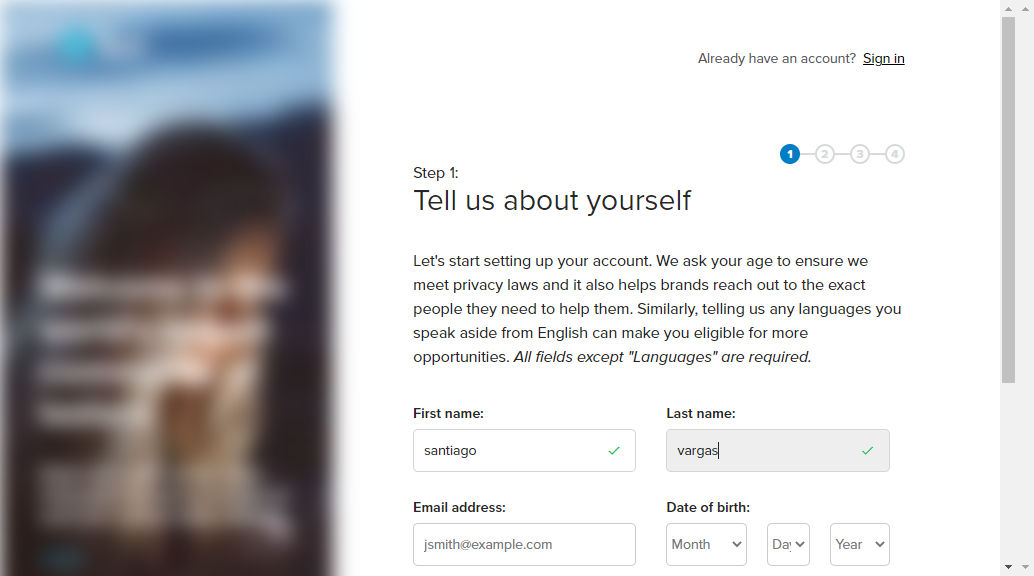 Already have an account? Sign in
1 2 3 4
Step 1:
Tell us about yourself
Let's start setting up your account. We ask your age to ensure we
meet privacy laws and it also helps brands reach out to the exact
people they need to help them. Similarly, telling us any languages you
speak aside from English can make you eligible for more
opportunities. All fields except "Languages" are required.
First name: Last name:
santiago vargas
Email address: Date of birth:
jsmith@example.com Month Day Year